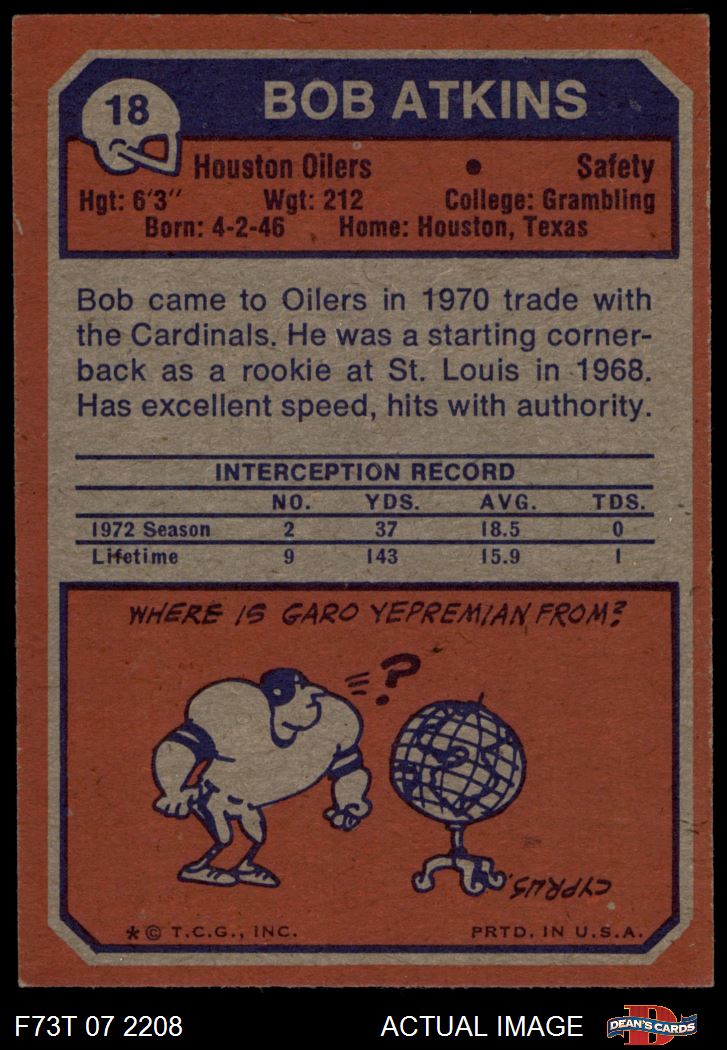 18
BOB ATKINS
Houston Oilers • Safety
Hgt: 6'3" Wgt: 212 College: Grambling
Born: 4-2-46 Home: Houston, Texas
Bob came to Oilers in 1970 trade with
the Cardinals. He was a starting corner-
back as a rookie at St. Louis in 1968.
Has excellent speed, hits with authority.
INTERCEPTION RECORD
NO. YDS. AVG. TDS.
1972 Season 2 37 18.5 0
Lifetime 9 143 15.9 1
WHERE IS GARO YEPREMIAN FROM?
?
CYPRUS.
*© T.C.G., INC. PRTD. IN U.S.A.
F73T 07 2208 ACTUAL IMAGE
D
DEAN'S CARDS